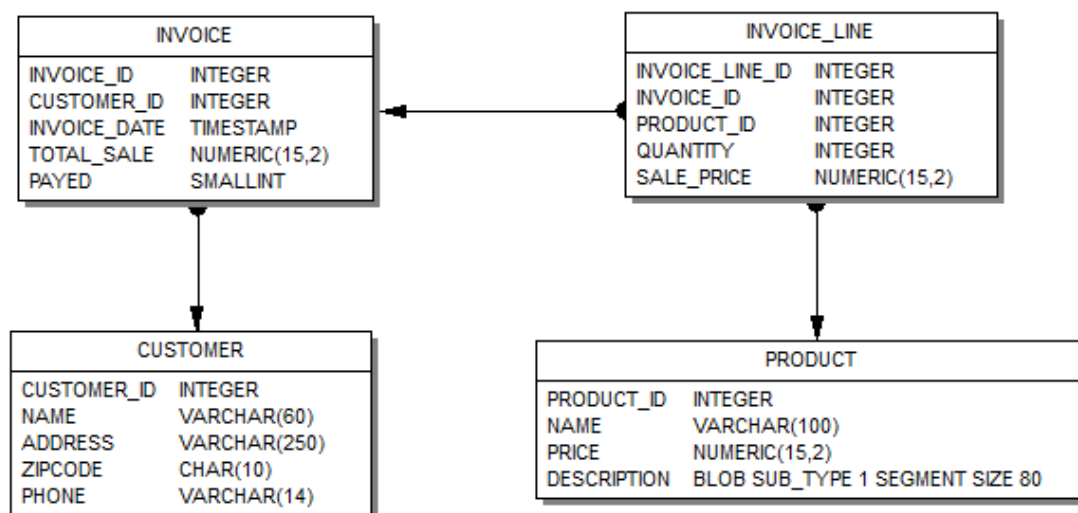 INVOICE
INVOICE_ID INTEGER
CUSTOMER_ID INTEGER
INVOICE_DATE TIMESTAMP
TOTAL_SALE NUMERIC(15,2)
PAYED SMALLINT
INVOICE_LINE
INVOICE_LINE_ID INTEGER
INVOICE_ID INTEGER
PRODUCT_ID INTEGER
QUANTITY INTEGER
SALE_PRICE NUMERIC(15,2)
CUSTOMER
CUSTOMER_ID INTEGER
NAME VARCHAR(60)
ADDRESS VARCHAR(250)
ZIPCODE CHAR(10)
PHONE VARCHAR(14)
PRODUCT
PRODUCT_ID INTEGER
NAME VARCHAR(100)
PRICE NUMERIC(15,2)
DESCRIPTION BLOB SUB_TYPE 1 SEGMENT SIZE 80